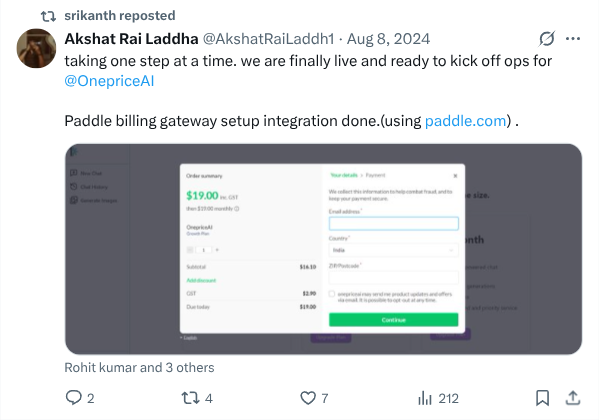 srikanth reposted
Akshat Rai Laddha @AkshatRaiLaddh1 · Aug 8, 2024
taking one step at a time. we are finally live and ready to kick off ops for
@OnepriceAI
Paddle billing gateway setup integration done.(using paddle.com) .
New Chat
Chat History
Generate Images
Order summary
$19.00 inc. GST
then $19.00 monthly
OnepriceAI
Growth Plan
1
Subtotal $16.10
Add discount
GST $2.90
Due today $19.00
Your details > Payment
We collect this information to help combat fraud, and to
keep your payment secure.
Email address *
Country *
India
ZIP/Postcode *
onepriceai may send me product updates and offers
via email. It is possible to opt-out at any time.
Continue
e size.
nth
Rohit kumar and 3 others
2 4 7 212